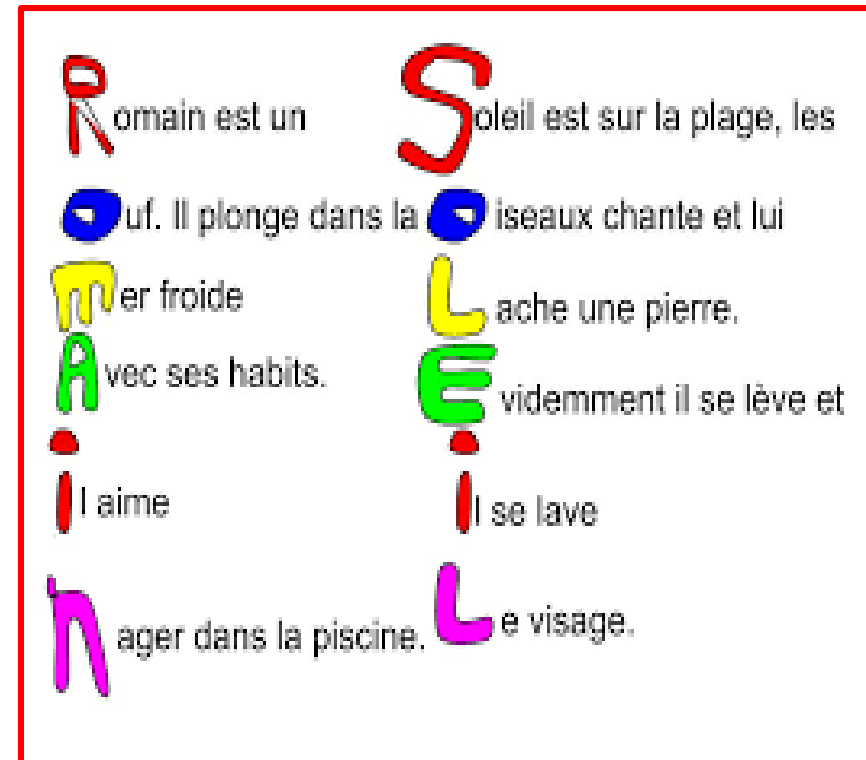 Romain est un
Ouf. Il plonge dans la
mer froide
Avec ses habits.
il aime
nager dans la piscine.
Soleil est sur la plage, les
Oiseaux chante et lui
Lache une pierre.
Evidemment il se lève et
il se lave
Le visage.